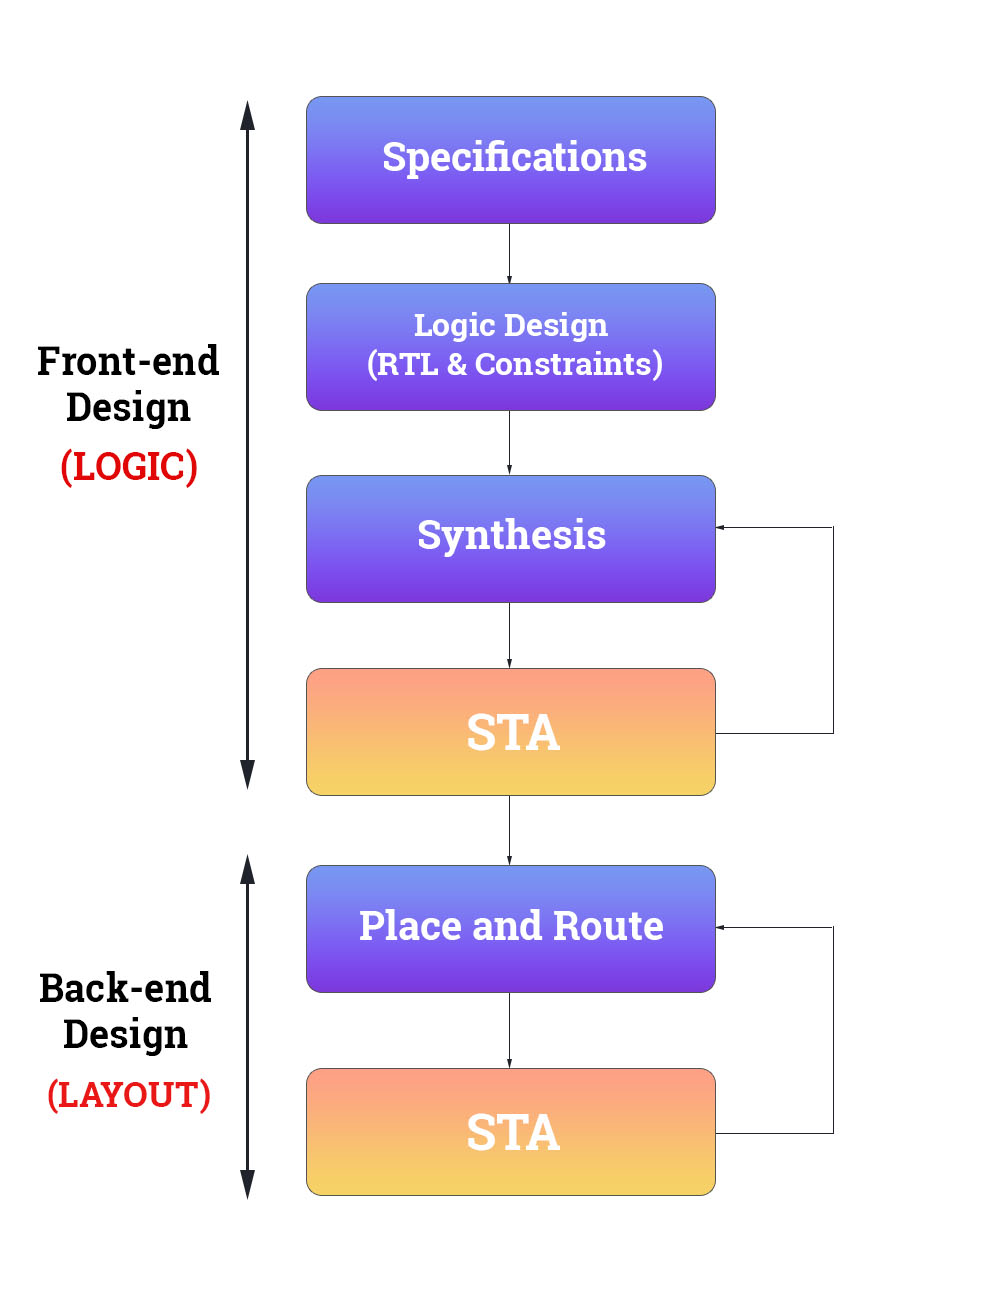 Specifications
Logic Design
(RTL & Constraints)
Front-end
Design
(LOGIC)
Synthesis
STA
Place and Route
Back-end
Design
(LAYOUT)
STA